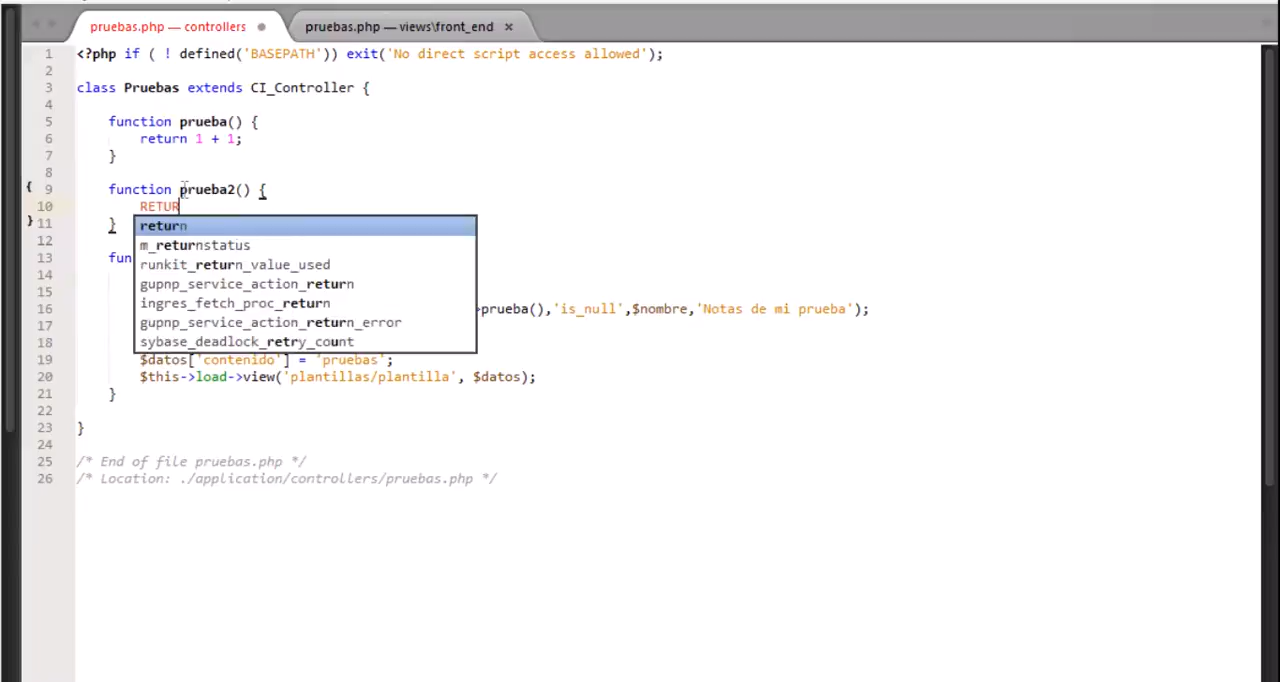 pruebas.php — controllers
pruebas.php — views\front_end
1 <?php if ( ! defined('BASEPATH')) exit('No direct script access allowed');
2
3 class Pruebas extends CI_Controller {
4
5 function prueba() {
6 return 1 + 1;
7 }
8
9 function prueba2() {
10 RETUR
11 }
return
12
m_returnstatus
13 fun
runkit_return_value_used
14
gupnp_service_action_return
15
ingres_fetch_proc_return
16 >prueba(),'is_null',$nombre,'Notas de mi prueba');
17
gupnp_service_action_return_error
18
sybase_deadlock_retry_count
19 $datos['contenido'] = 'pruebas';
20 $this->load->view('plantillas/plantilla', $datos);
21 }
22
23 }
24
25 /* End of file pruebas.php */
26 /* Location: ./application/controllers/pruebas.php */